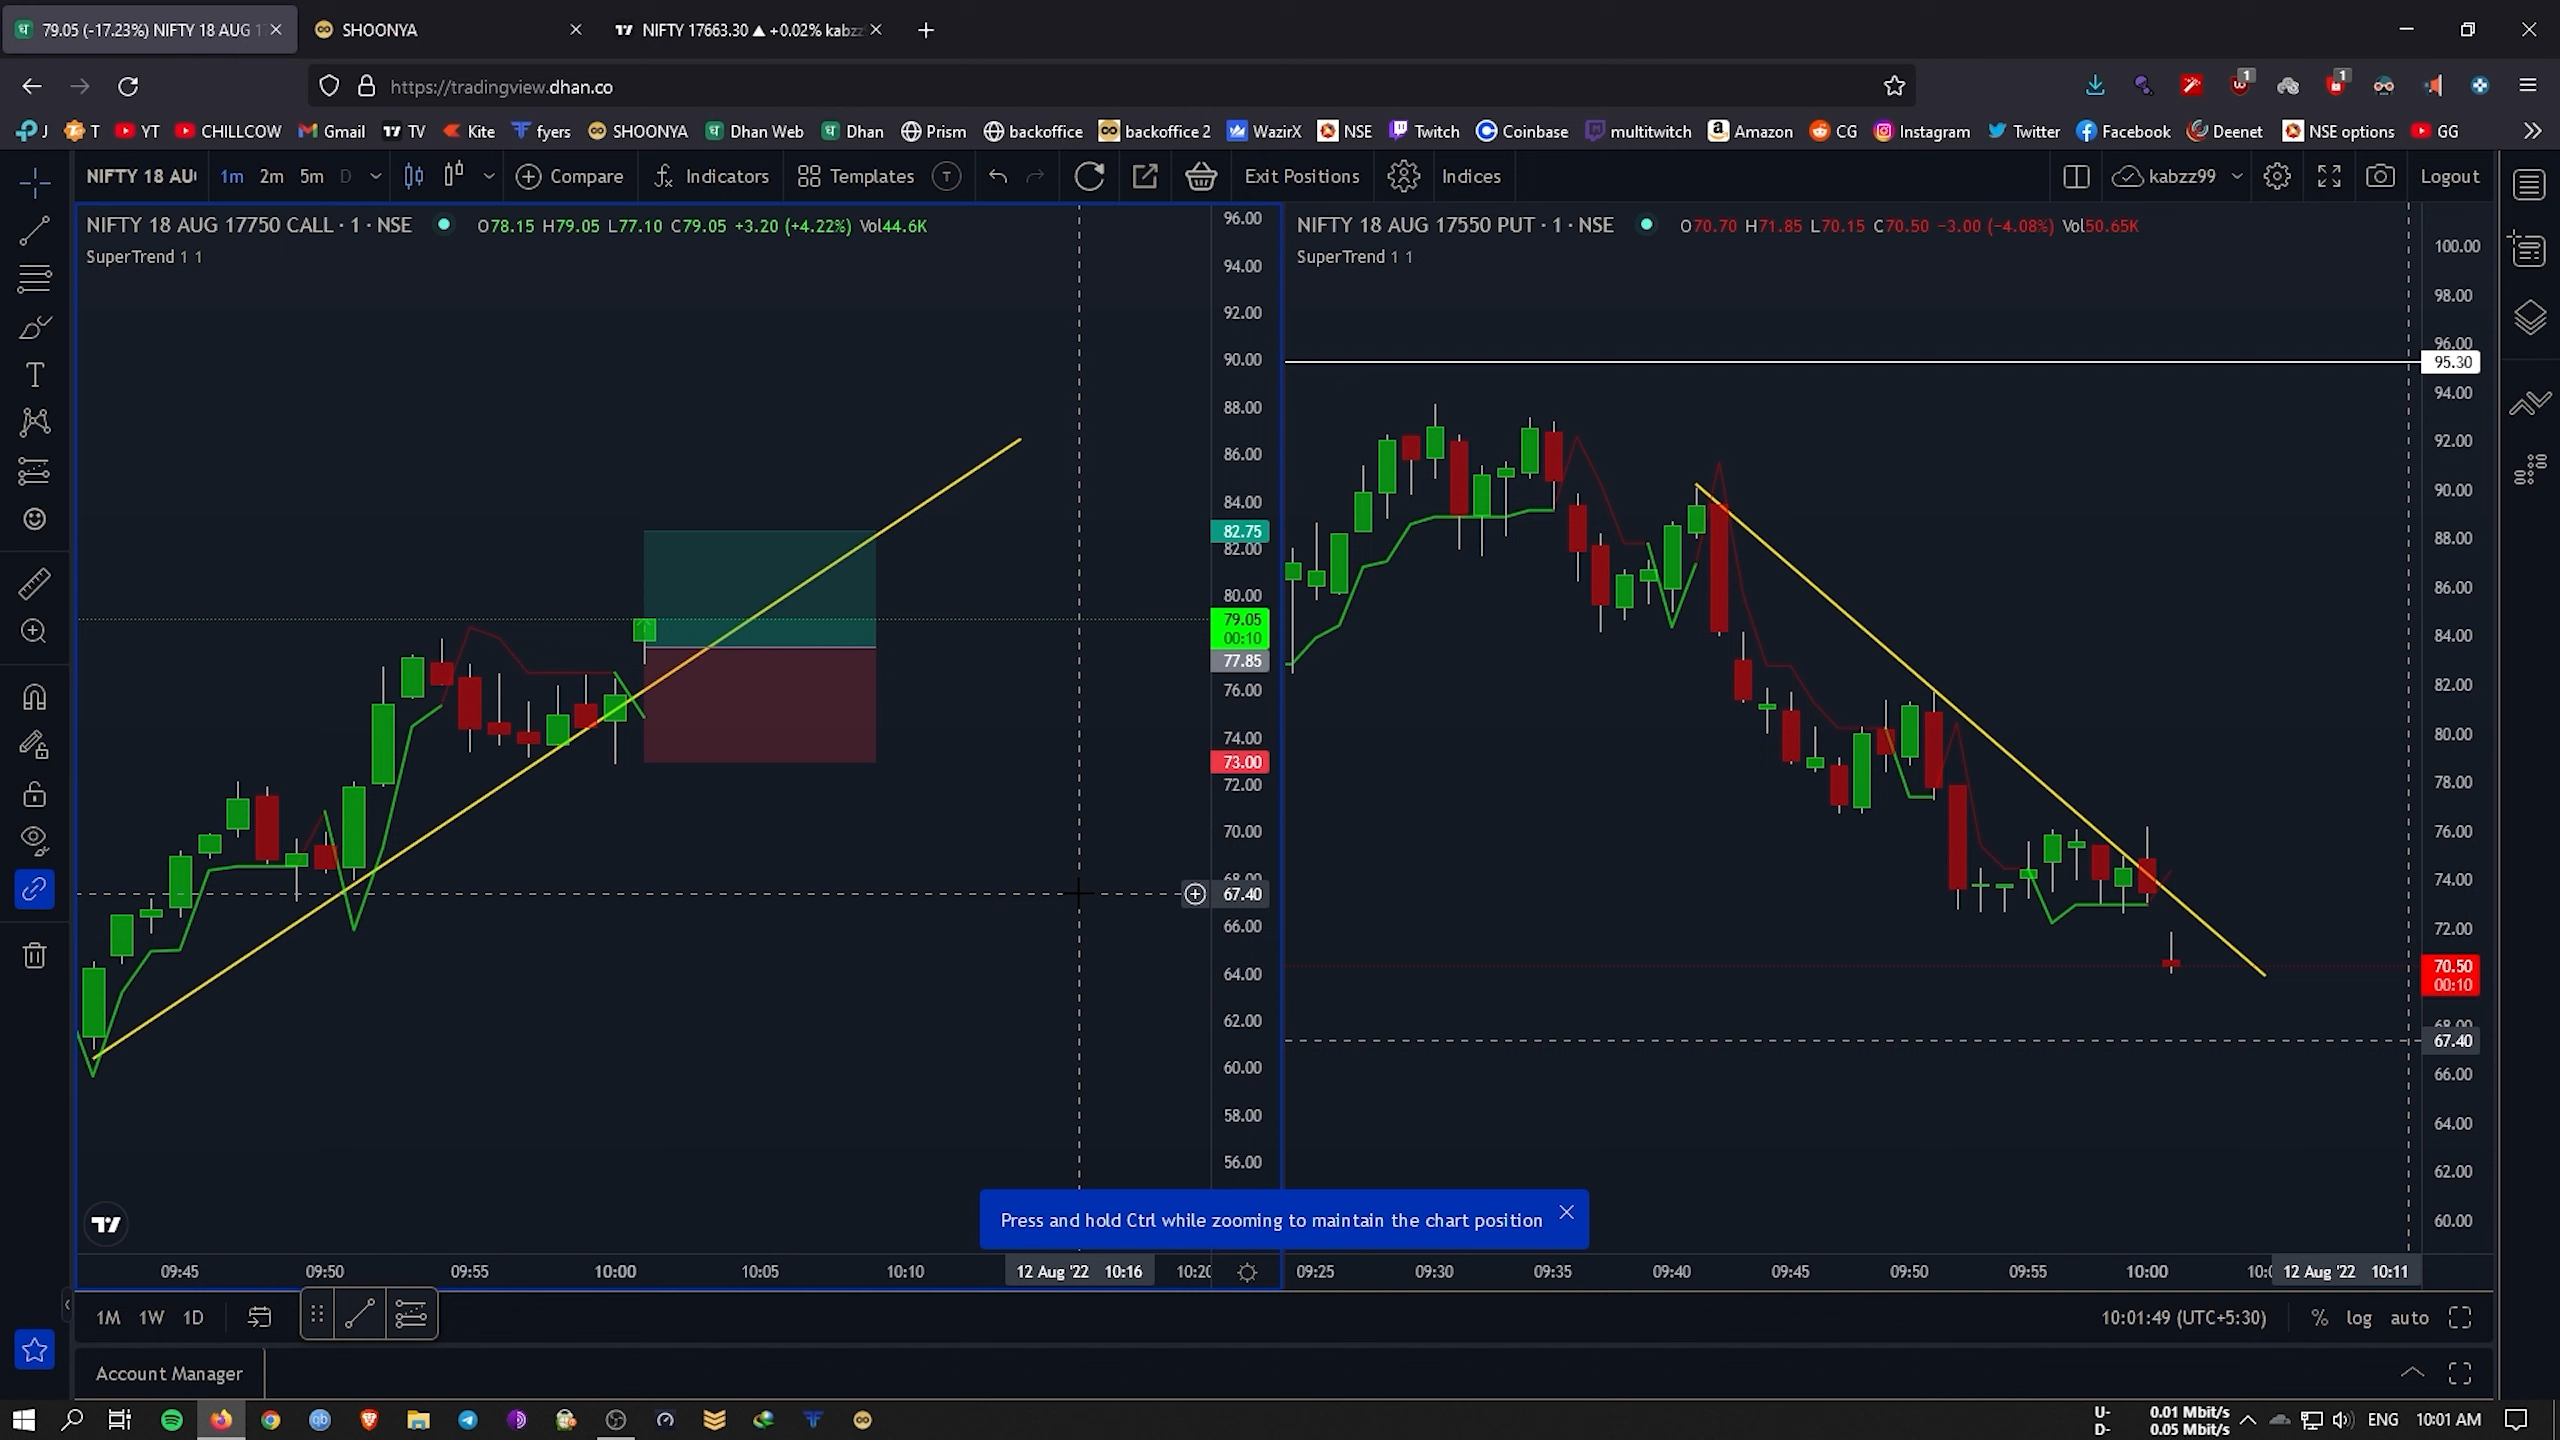 79.05 (-17.23%) NIFTY 18 AUG 1
SHOONYA
NIFTY 17663.30 ▲ +0.02% kabzz
https://tradingview.dhan.co
J T YT CHILLCOW Gmail TV Kite fyers SHOONYA Dhan Web Dhan Prism backoffice backoffice 2 WazirX NSE Twitch Coinbase multitwitch Amazon CG Instagram Twitter Facebook Deenet NSE options GG
NIFTY 18 AU 1m 2m 5m D Compare Indicators Templates T Exit Positions Indices kabzz99 Logout
NIFTY 18 AUG 17750 CALL · 1 · NSE O78.15 H79.05 L77.10 C79.05 +3.20 (+4.22%) Vol44.6K
SuperTrend 1 1
96.00
94.00
92.00
90.00
88.00
86.00
84.00
82.75
82.00
80.00
79.05
00:10
77.85
76.00
74.00
73.00
72.00
70.00
68.00
67.40
66.00
64.00
62.00
60.00
58.00
56.00
09:45 09:50 09:55 10:00 10:05 10:10 12 Aug '22 10:16 10:20
NIFTY 18 AUG 17550 PUT · 1 · NSE O70.70 H71.85 L70.15 C70.50 −3.00 (−4.08%) Vol50.65K
SuperTrend 1 1
100.00
98.00
96.00
95.30
94.00
92.00
90.00
88.00
86.00
84.00
82.00
80.00
78.00
76.00
74.00
72.00
70.50
00:10
68.00
67.40
66.00
64.00
62.00
60.00
09:25 09:30 09:35 09:40 09:45 09:50 09:55 10:00 12 Aug '22 10:11
Press and hold Ctrl while zooming to maintain the chart position
1M 1W 1D
10:01:49 (UTC+5:30) % log auto
Account Manager
U- 0.01 Mbit/s
D- 0.05 Mbit/s
ENG 10:01 AM